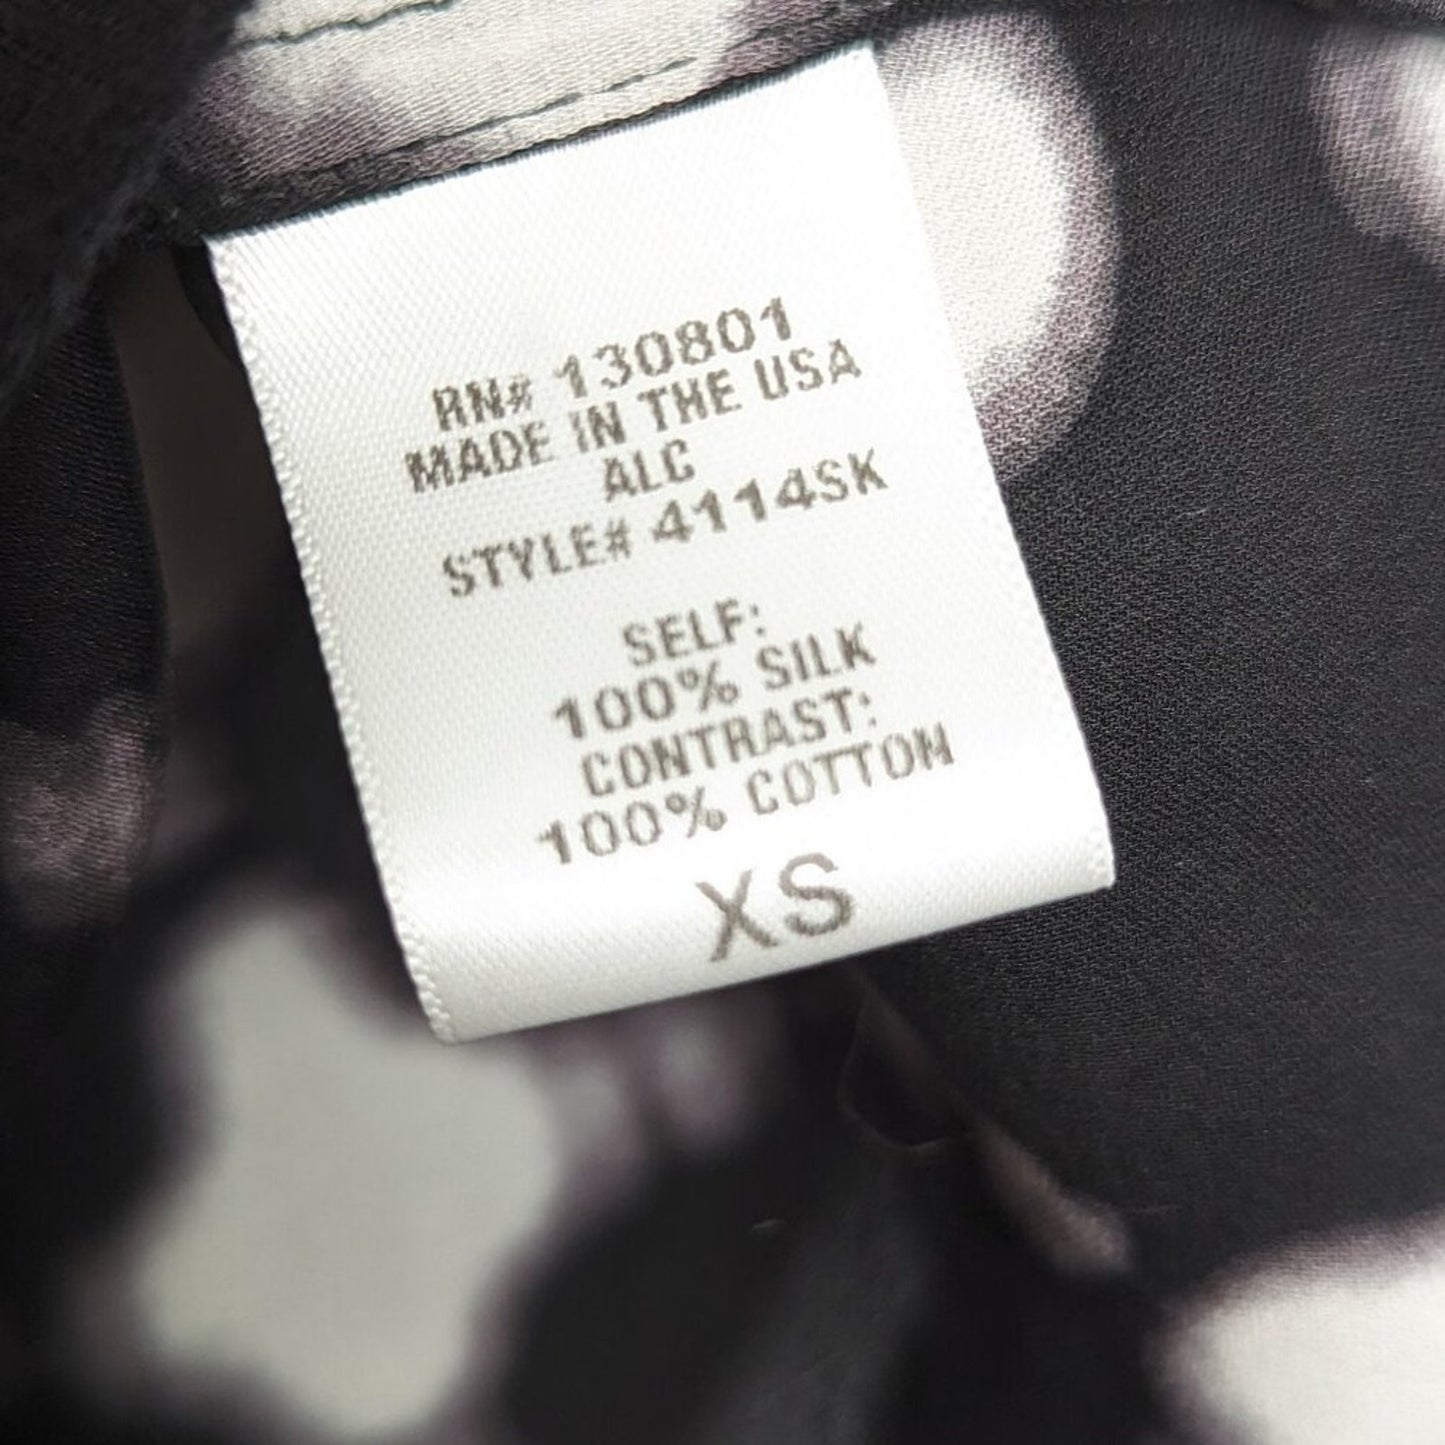 RN# 130801
MADE IN THE USA
ALC
STYLE# 4114SK
SELF:
100% SILK
CONTRAST:
100% COTTON
XS